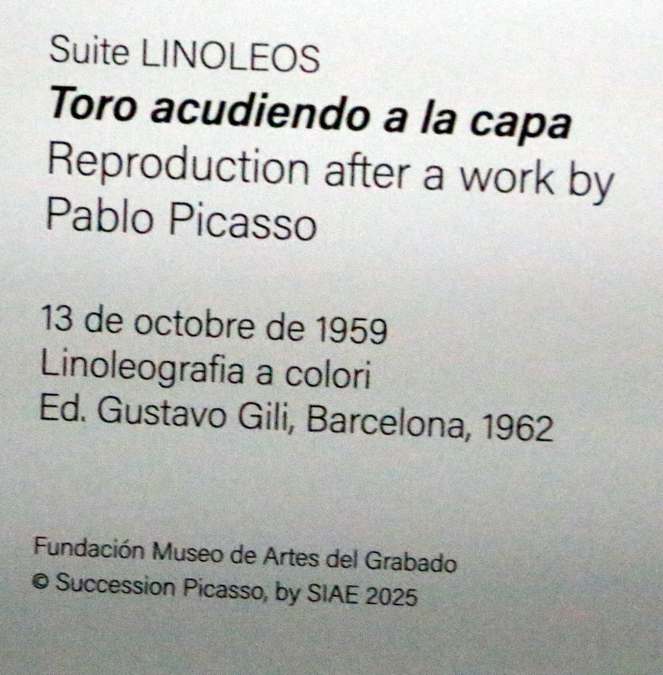 Suite LINOLEOS
Toro acudiendo a la capa
Reproduction after a work by
Pablo Picasso
13 de octobre de 1959
Linoleografia a colori
Ed. Gustavo Gili, Barcelona, 1962
Fundación Museo de Artes del Grabado
© Succession Picasso, by SIAE 2025